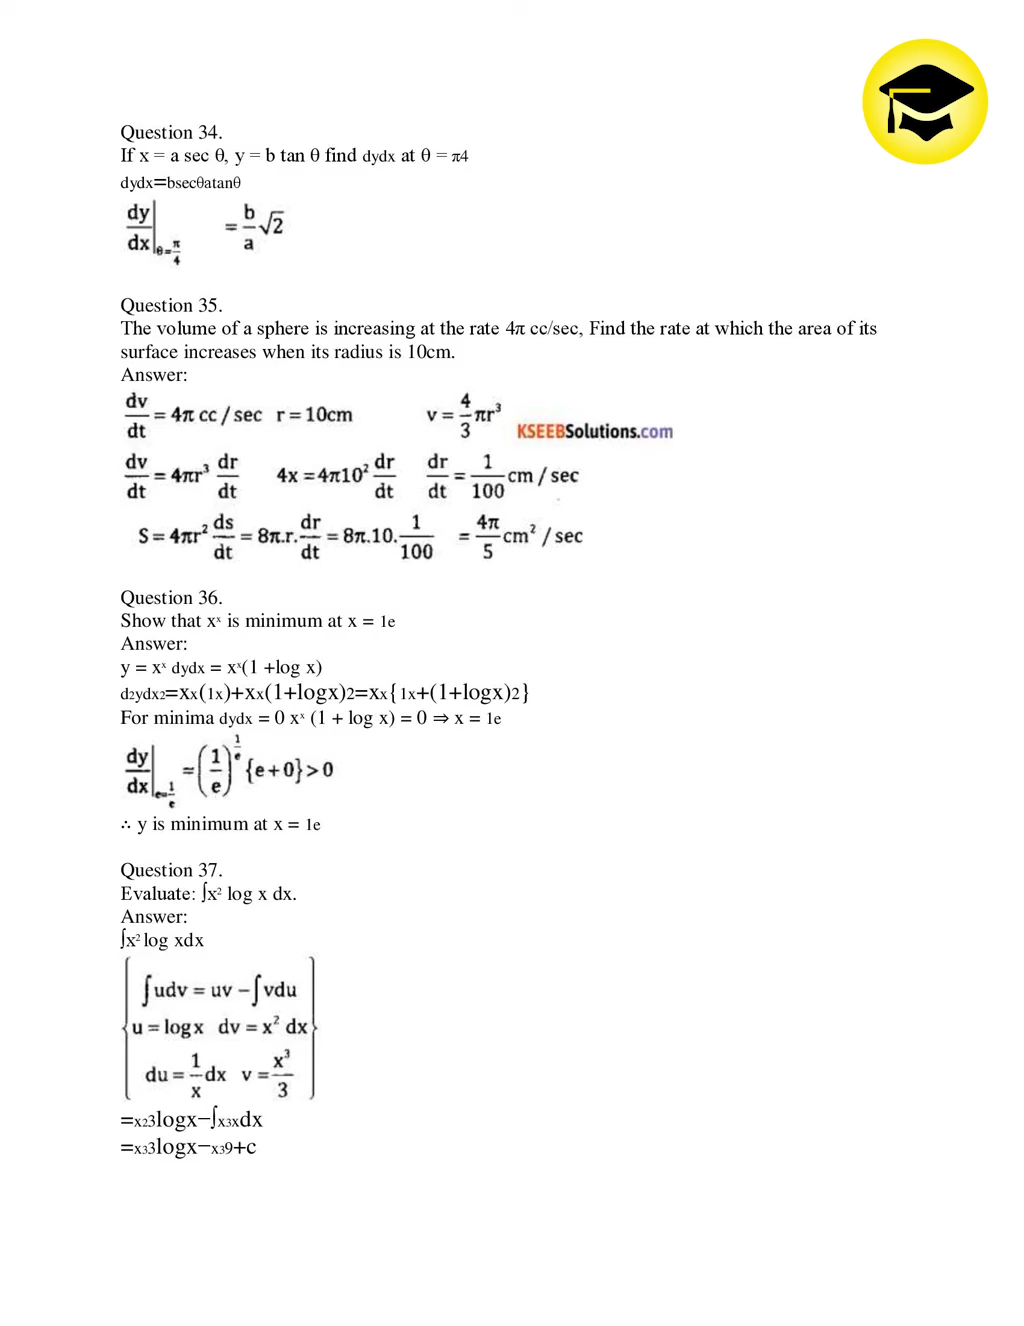 Question 34.
If x = a sec θ, y = b tan θ find dydx at θ = π4
dydx=bsecθatanθ
dy/dx|θ=π/4 = b/a √2
Question 35.
The volume of a sphere is increasing at the rate 4π cc/sec, Find the rate at which the area of its
surface increases when its radius is 10cm.
Answer:
dv/dt = 4π cc / sec r = 10cm v = 4/3 πr³
KSEEBSolutions.com
dv/dt = 4πr³ dr/dt 4x = 4π10² dr/dt dr/dt = 1/100 cm / sec
S = 4πr² ds/dt = 8π.r. dr/dt = 8π.10. 1/100 = 4π/5 cm² / sec
Question 36.
Show that xˣ is minimum at x = 1e
Answer:
y = xˣ dydx = xˣ(1 +log x)
d2ydx2=xx(1x)+xx(1+logx)2=xx{1x+(1+logx)2}
For minima dydx = 0 xˣ (1 + log x) = 0 ⇒ x = 1e
dy/dx|e=1/e = (1/e)^1/e {e + 0} > 0
∴ y is minimum at x = 1e
Question 37.
Evaluate: ∫x² log x dx.
Answer:
∫x² log xdx
∫udv = uv − ∫vdu
u = log x dv = x² dx
du = 1/x dx v = x³/3
=x23logx−∫x3xdx
=x33logx−x39+c